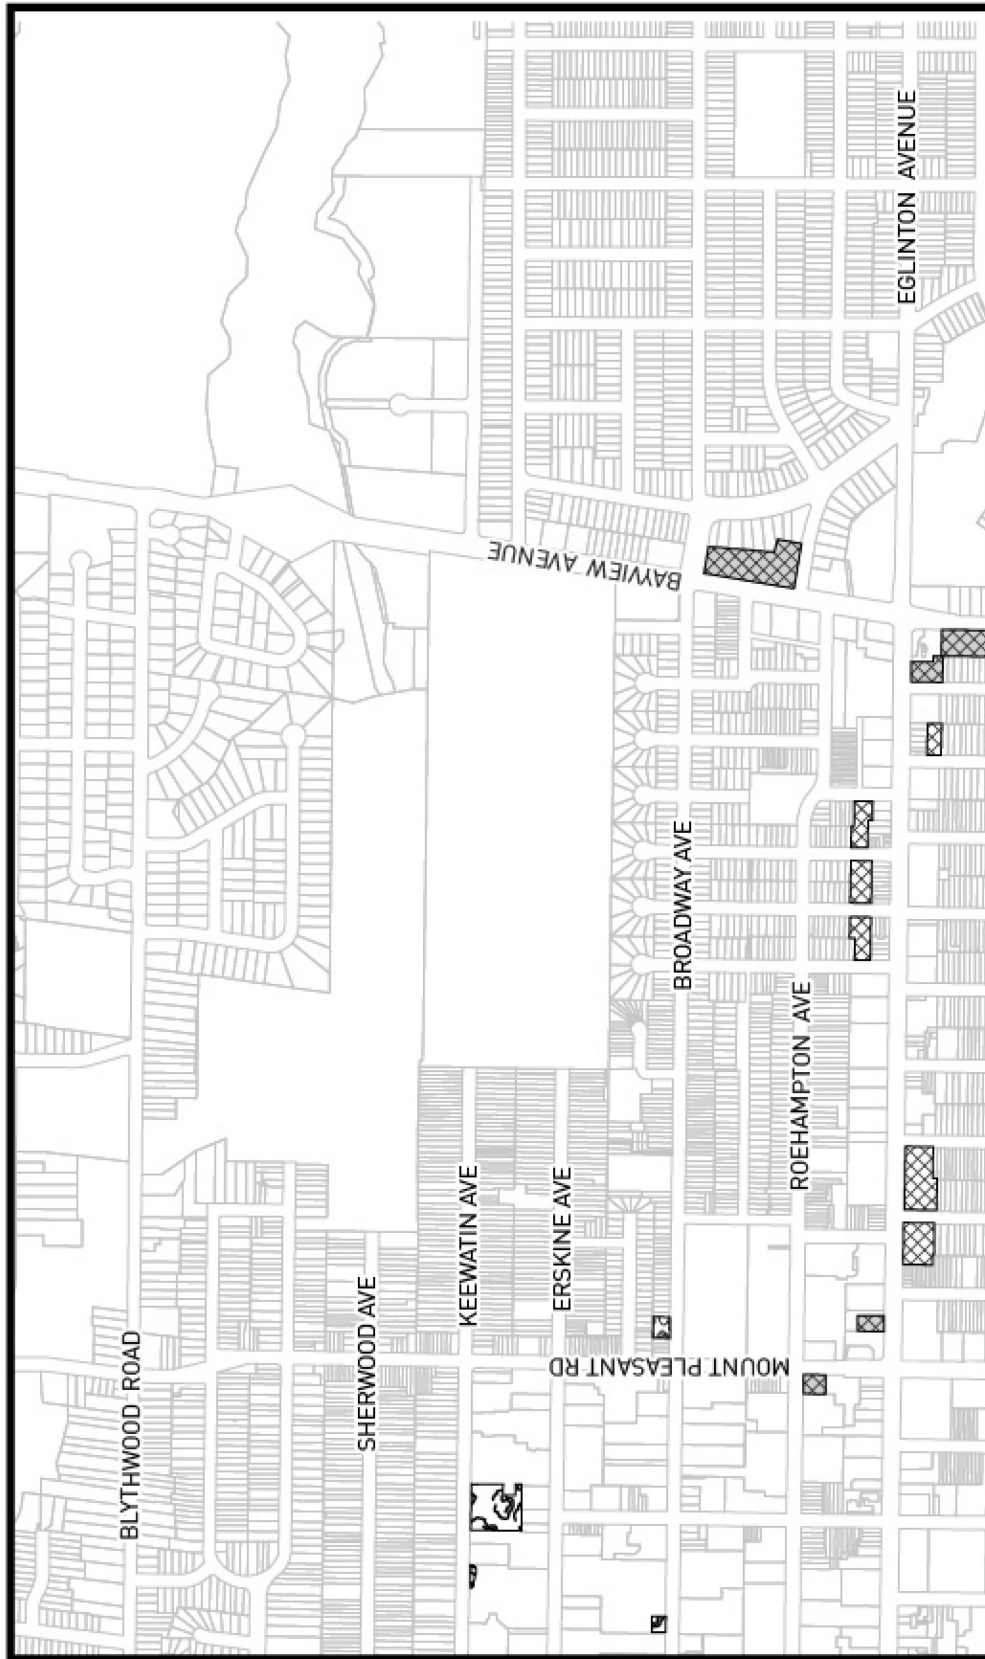 EGLINTON AVENUE
BAYVIEW AVENUE
BROADWAY AVE
ROEHAMPTON AVE
KEEWATIN AVE
ERSKINE AVE
SHERWOOD AVE
BLYTHWOOD ROAD
MOUNT PLEASANT RD